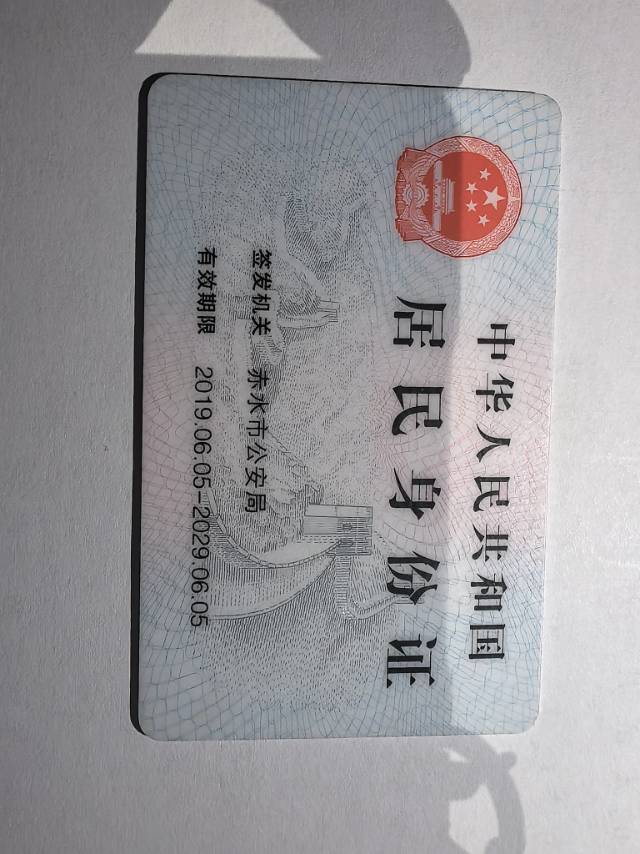 中华人民共和国
居民身份证
签发机关 赤水市公安局
有效期限 2019.06.05-2029.06.05